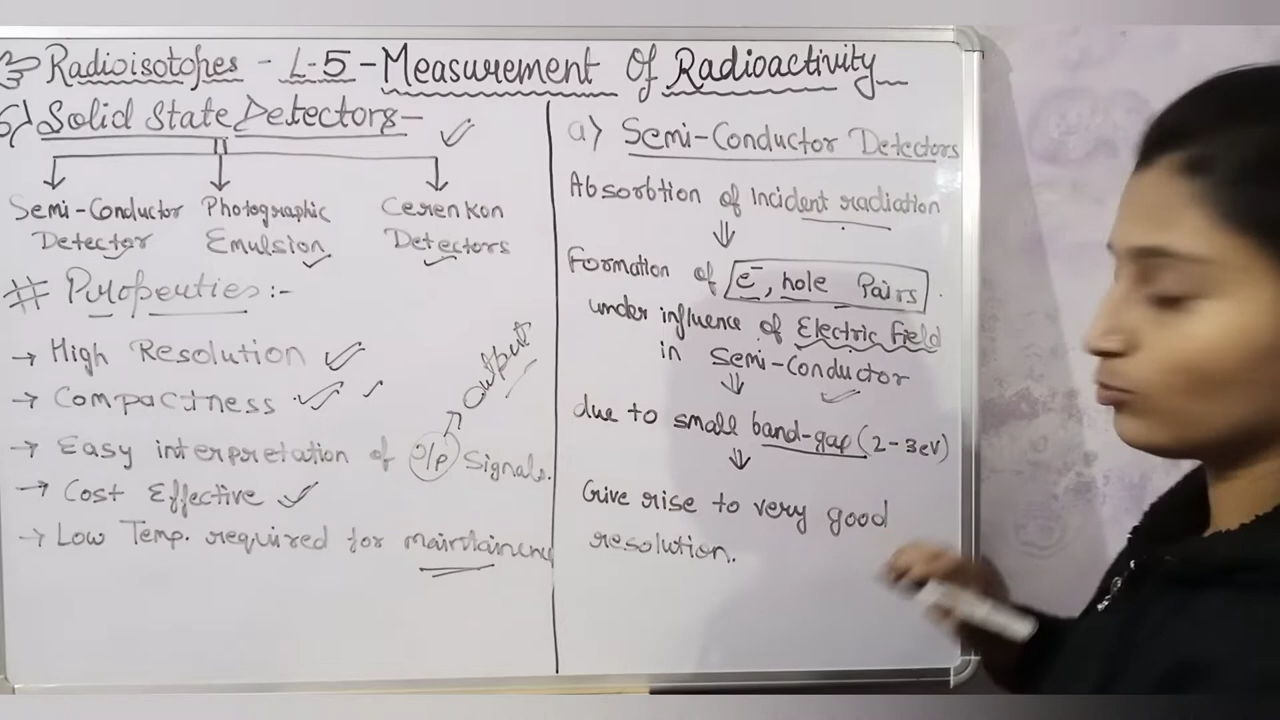 Radioisotopes - L-5 - Measurement Of Radioactivity
Solid State Detectors -
Semi-Conductor Detector
Photographic Emulsion
Cerenkon Detectors
# Properties :-
→ High Resolution
→ Compactness
→ Easy interpretation of O/p Signals.
output
→ Cost Effective
→ Low Temp. required for maintainence
a) Semi-Conductor Detectors
Absorbtion of Incident radiation
Formation of e⁻, hole Pairs
under influence of Electric Field
in Semi-Conductor
due to small band-gap (2-3eV)
Give rise to very good
resolution.